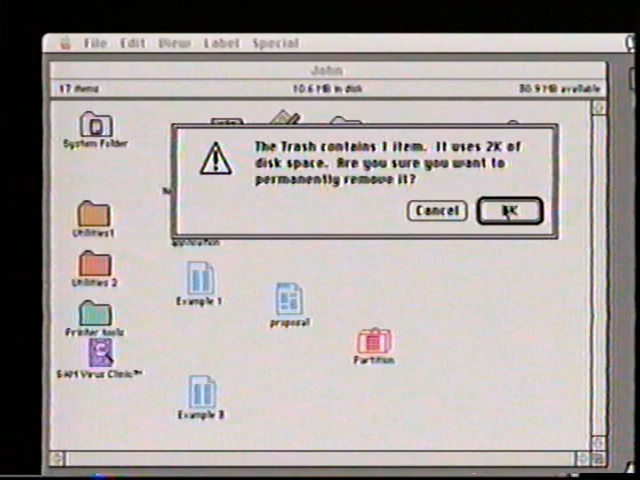 File Edit View Label Special
John
17 items 10.6 MB in disk 30.9 MB available
System Folder
The Trash contains 1 item. It uses 2K of
disk space. Are you sure you want to
permanently remove it?
Cancel OK
application
Utilities1
Utilities 2
Example 1
proposal
Printer tools
Partition
SAM Virus Clinic™
Example 3